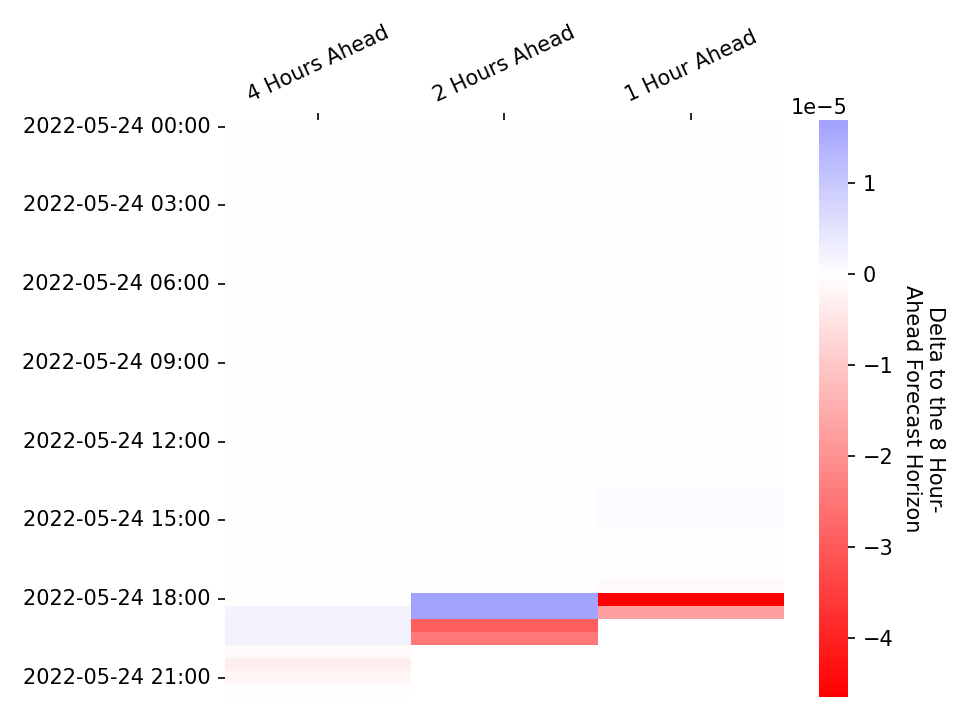 4 Hours Ahead
2 Hours Ahead
1 Hour Ahead
1e−5
2022-05-24 00:00
2022-05-24 03:00
2022-05-24 06:00
2022-05-24 09:00
2022-05-24 12:00
2022-05-24 15:00
2022-05-24 18:00
2022-05-24 21:00
1
0
−1
−2
−3
−4
Delta to the 8 Hour-
Ahead Forecast Horizon